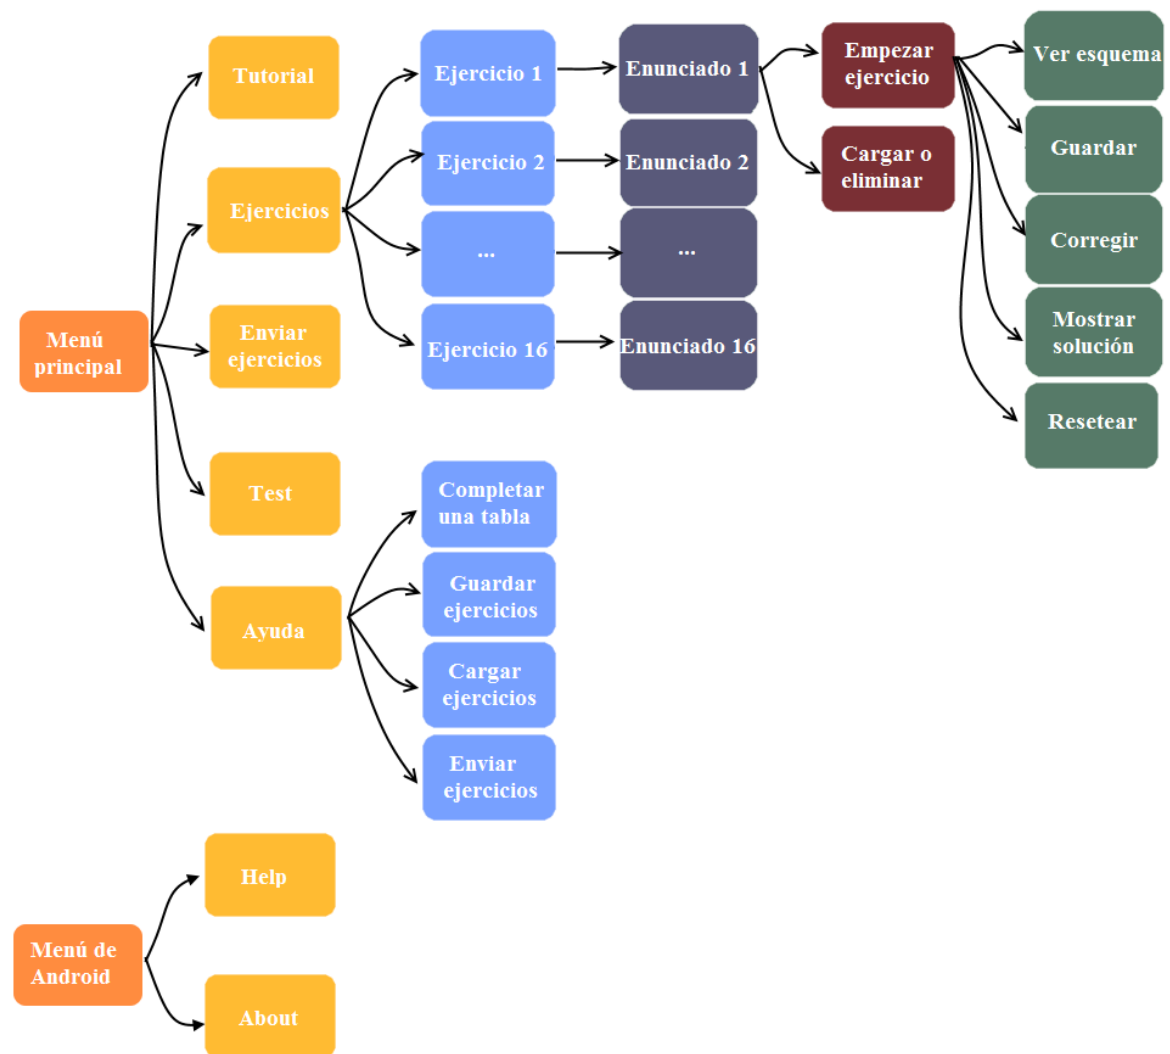 Tutorial
Ejercicios
Enviar
ejercicios
Test
Ayuda
Menú
principal
Ejercicio 1
Ejercicio 2
...
Ejercicio 16
Enunciado 1
Enunciado 2
...
Enunciado 16
Empezar
ejercicio
Cargar o
eliminar
Ver esquema
Guardar
Corregir
Mostrar
solución
Resetear
Completar
una tabla
Guardar
ejercicios
Cargar
ejercicios
Enviar
ejercicios
Menú de
Android
Help
About